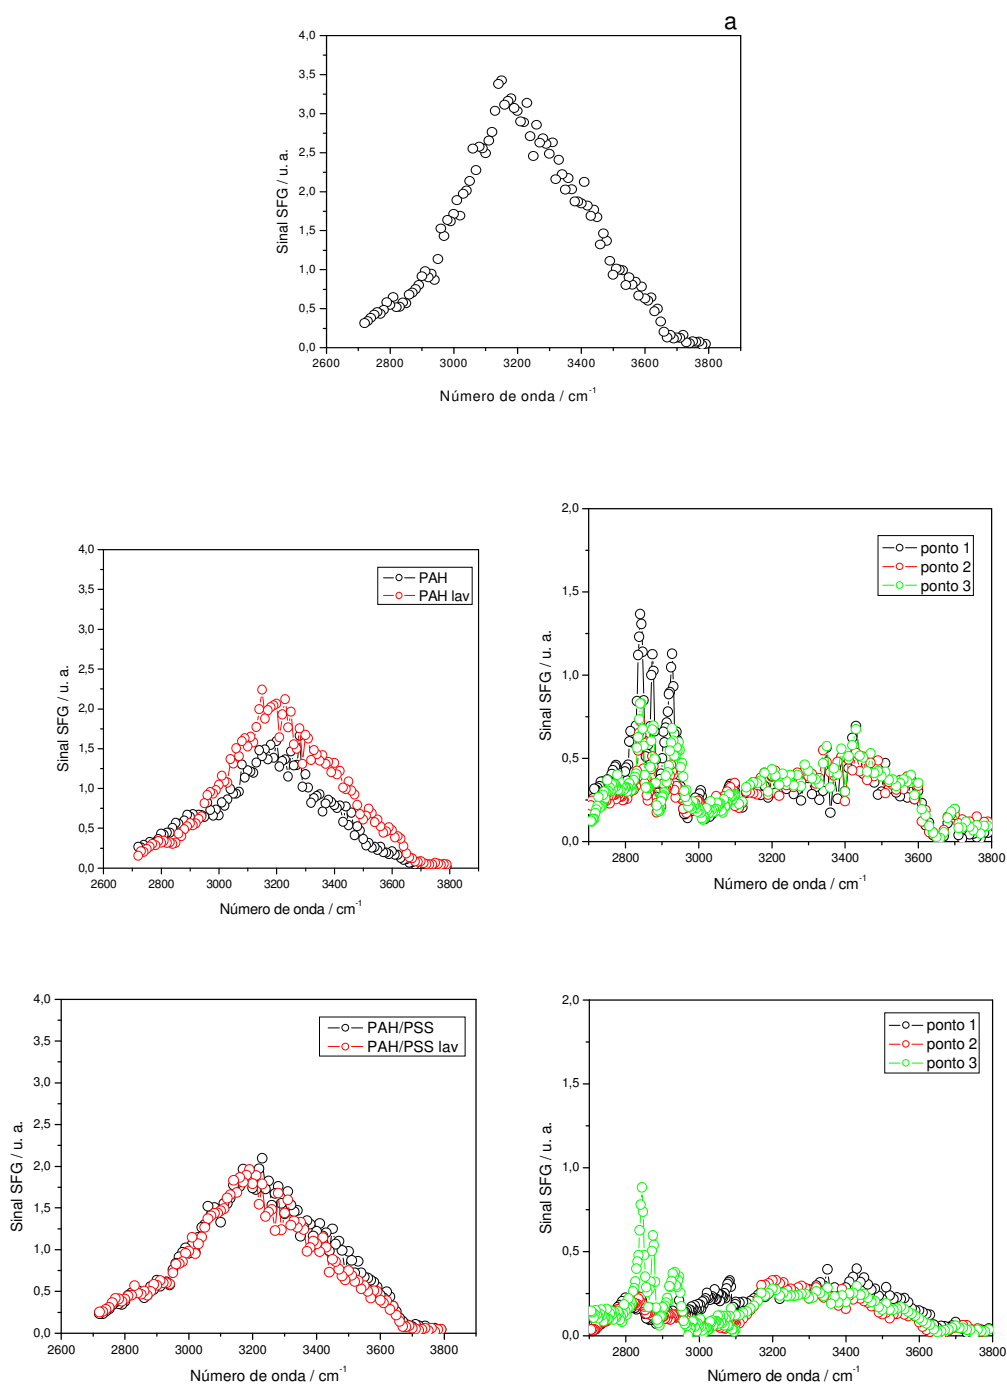 a
4,0
3,5
3,0
2,5
2,0
1,5
1,0
0,5
0,0
Sinal SFG / u. a.
2600 2800 3000 3200 3400 3600 3800
Número de onda / cm⁻¹
4,0
3,5
3,0
2,5
2,0
1,5
1,0
0,5
0,0
Sinal SFG / u. a.
PAH
PAH lav
2600 2800 3000 3200 3400 3600 3800
Número de onda / cm⁻¹
2,0
1,5
1,0
0,5
0,0
Sinal SFG / u. a.
ponto 1
ponto 2
ponto 3
2800 3000 3200 3400 3600 3800
Número de onda / cm⁻¹
4,0
3,5
3,0
2,5
2,0
1,5
1,0
0,5
0,0
Sinal SFG / u. a.
PAH/PSS
PAH/PSS lav
2600 2800 3000 3200 3400 3600 3800
Número de onda / cm⁻¹
2,0
1,5
1,0
0,5
0,0
Sinal SFG / u. a.
ponto 1
ponto 2
ponto 3
2800 3000 3200 3400 3600 3800
Número de onda / cm⁻¹